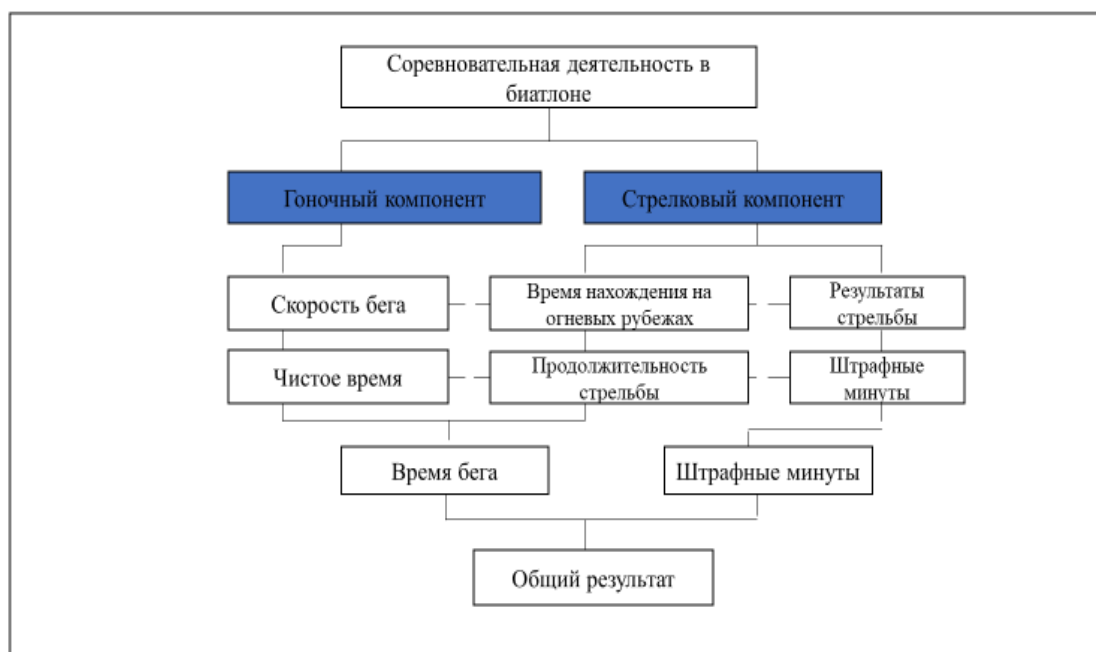 Соревновательная деятельность в
биатлоне
Гоночный компонент
Стрелковый компонент
Скорость бега
Время нахождения на
огневых рубежах
Результаты
стрельбы
Чистое время
Продолжительность
стрельбы
Штрафные
минуты
Время бега
Штрафные минуты
Общий результат